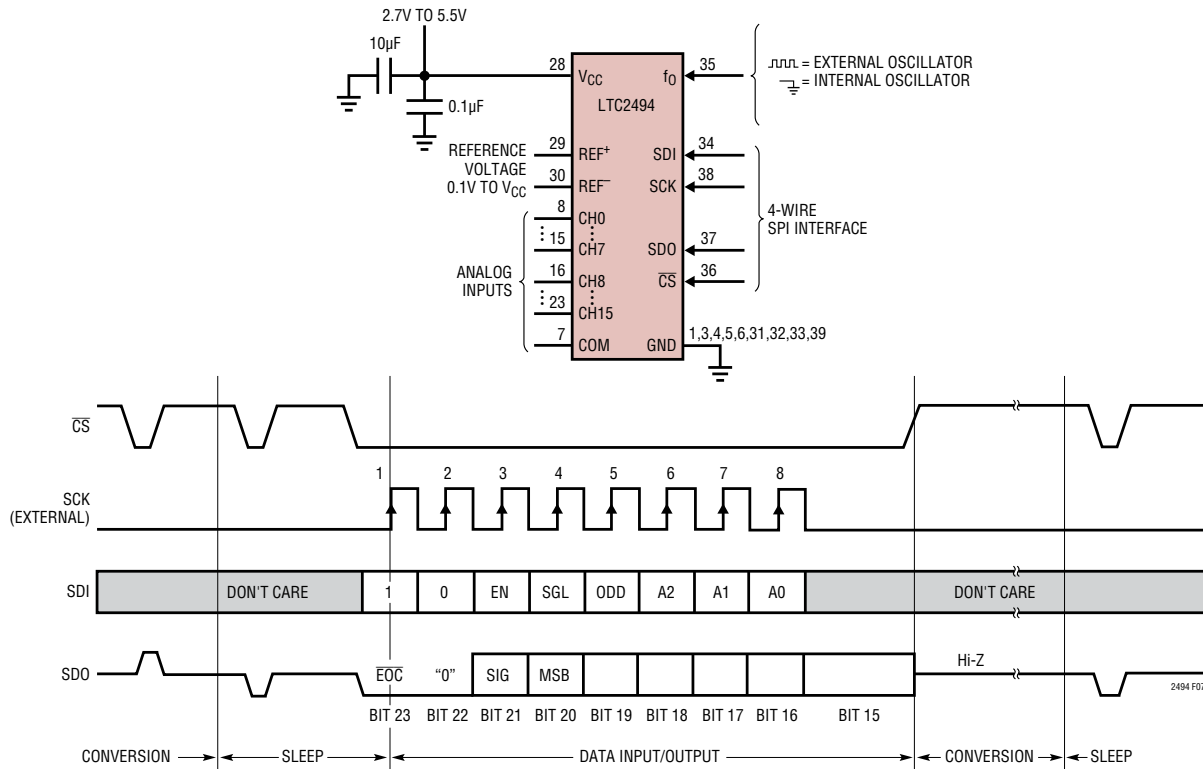 2.7V TO 5.5V
10µF
0.1µF
28
VCC
LTC2494
fO
35
= EXTERNAL OSCILLATOR
= INTERNAL OSCILLATOR
REFERENCE
VOLTAGE
0.1V TO VCC
29
REF+
30
REF–
SDI
34
SCK
38
4-WIRE
SPI INTERFACE
ANALOG
INPUTS
8
CH0
15
CH7
16
CH8
23
CH15
7
COM
SDO
37
CS
36
GND
1,3,4,5,6,31,32,33,39
CS
SCK
(EXTERNAL)
1 2 3 4 5 6 7 8
SDI
DON'T CARE 1 0 EN SGL ODD A2 A1 A0 DON'T CARE
SDO
EOC "0" SIG MSB Hi-Z
2494 F07
BIT 23 BIT 22 BIT 21 BIT 20 BIT 19 BIT 18 BIT 17 BIT 16 BIT 15
CONVERSION SLEEP DATA INPUT/OUTPUT CONVERSION SLEEP